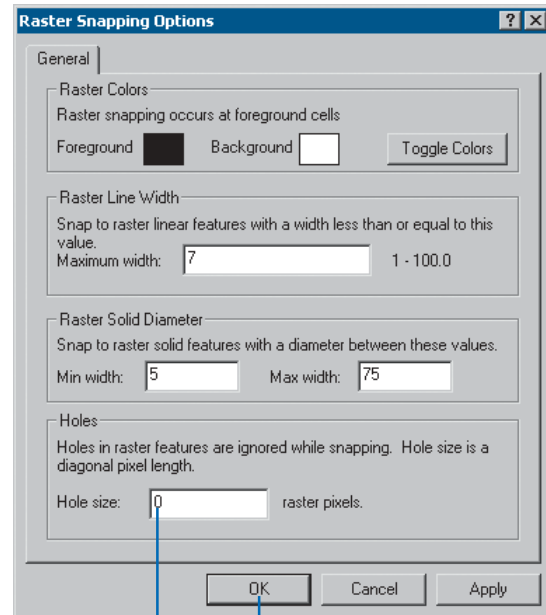 Raster Snapping Options
General
Raster Colors
Raster snapping occurs at foreground cells
Foreground Background Toggle Colors
Raster Line Width
Snap to raster linear features with a width less than or equal to this
value.
Maximum width: 7 1 - 100.0
Raster Solid Diameter
Snap to raster solid features with a diameter between these values.
Min width: 5 Max width: 75
Holes
Holes in raster features are ignored while snapping. Hole size is a
diagonal pixel length.
Hole size: 0 raster pixels.
OK Cancel Apply